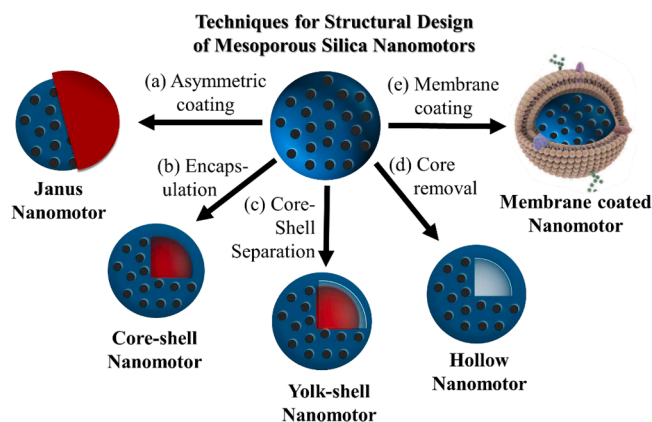 Techniques for Structural Design
of Mesoporous Silica Nanomotors
(a) Asymmetric
coating
(e) Membrane
coating
Janus
Nanomotor
(b) Encaps-
ulation
(c) Core-
Shell
Separation
(d) Core
removal
Membrane coated
Nanomotor
Core-shell
Nanomotor
Yolk-shell
Nanomotor
Hollow
Nanomotor